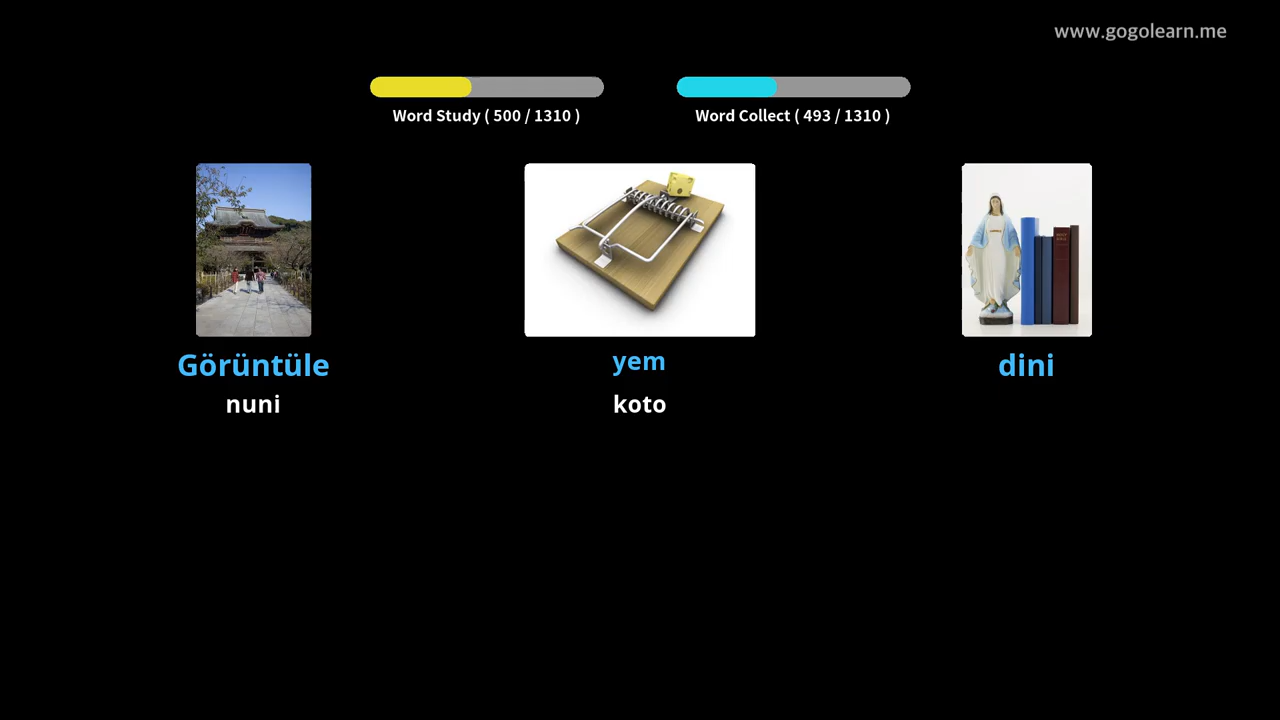 www.gogolearn.me
Word Study ( 500 / 1310 )
Word Collect ( 493 / 1310 )
Görüntüle
nuni
yem
koto
dini